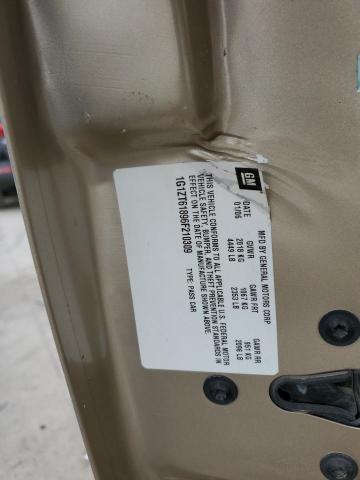 GM
MFD BY GENERAL MOTORS CORP
DATE GVWR GAWR FRT GAWR RR
01/06 2018 KG 1067 KG 951 KG
4449 LB 2353 LB 2096 LB
THIS VEHICLE CONFORMS TO ALL APPLICABLE U.S. FEDERAL MOTOR
VEHICLE SAFETY, BUMPER, AND THEFT PREVENTION STANDARDS IN
EFFECT ON THE DATE OF MANUFACTURE SHOWN ABOVE.
1G1ZT61896F210309 TYPE: PASS CAR